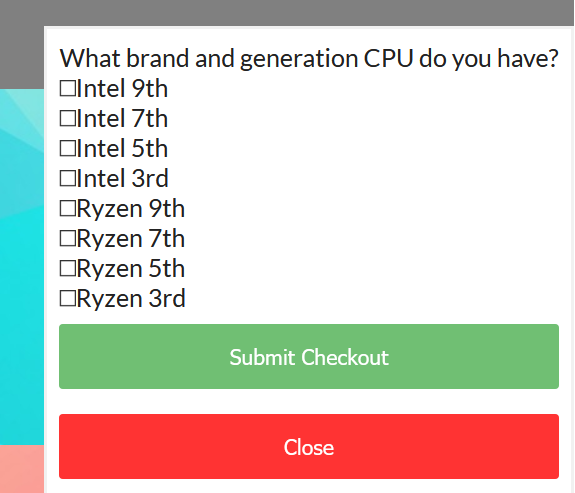 What brand and generation CPU do you have?
☐Intel 9th
☐Intel 7th
☐Intel 5th
☐Intel 3rd
☐Ryzen 9th
☐Ryzen 7th
☐Ryzen 5th
☐Ryzen 3rd
Submit Checkout
Close